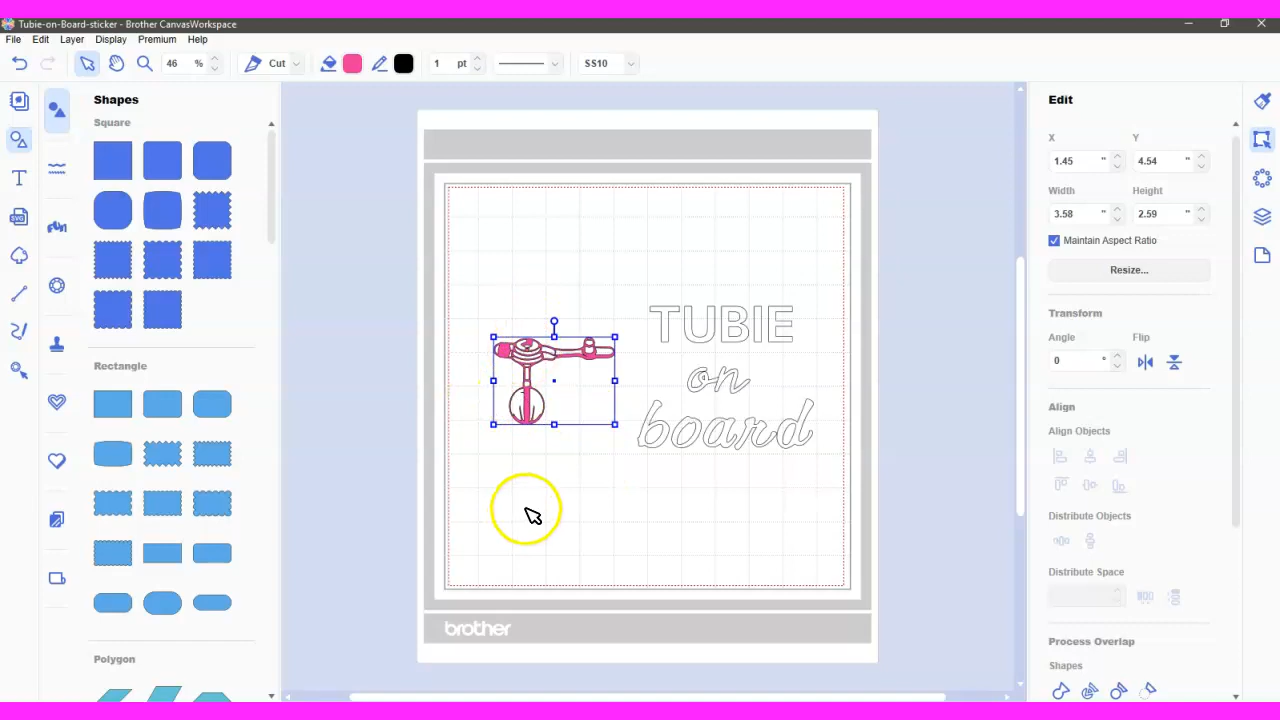 Tubie-on-Board-sticker - Brother CanvasWorkspace
File Edit Layer Display Premium Help
46 % Cut 1 pt SS10
Shapes
Square
Rectangle
Polygon
TUBIE
on
board
brother
Edit
X Y
1.45 " 4.54 "
Width Height
3.58 " 2.59 "
Maintain Aspect Ratio
Resize...
Transform
Angle Flip
0 °
Align
Align Objects
Distribute Objects
Distribute Space
Process Overlap
Shapes